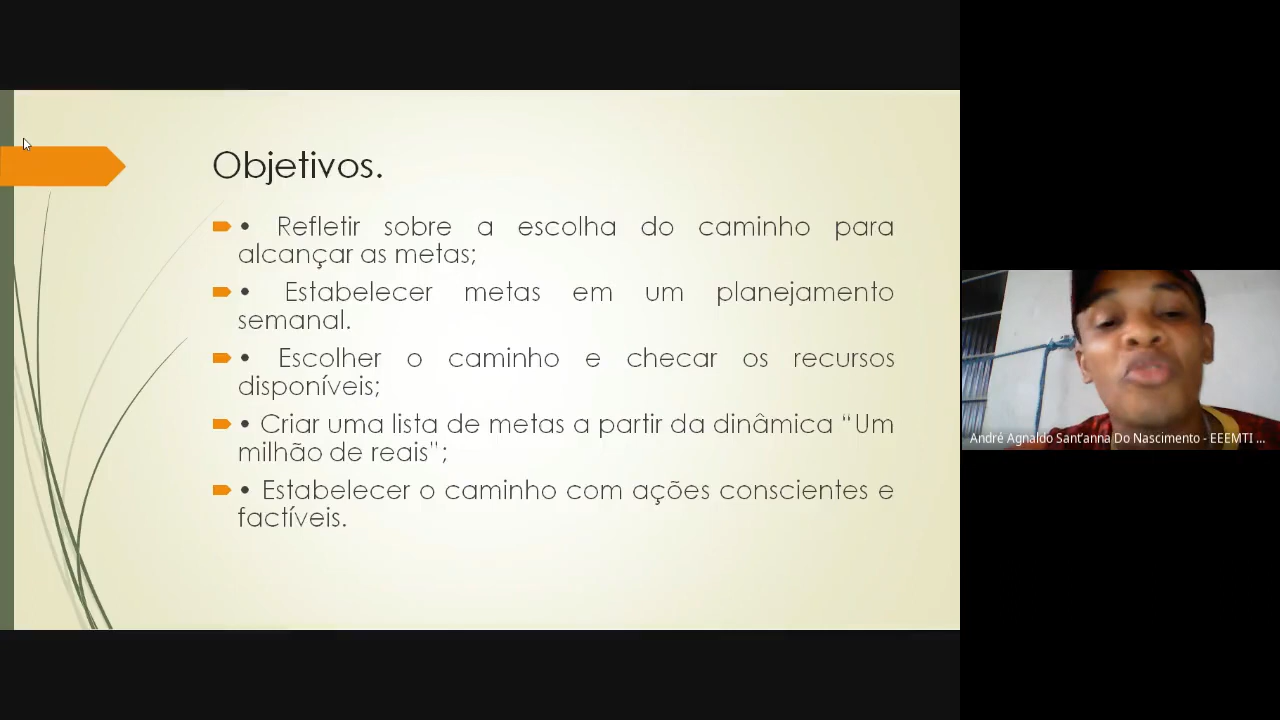 Objetivos.
• Refletir sobre a escolha do caminho para
alcançar as metas;
• Estabelecer metas em um planejamento
semanal.
• Escolher o caminho e checar os recursos
disponíveis;
• Criar uma lista de metas a partir da dinâmica “Um
milhão de reais”;
• Estabelecer o caminho com ações conscientes e
factíveis.
André Agnaldo Sant'anna Do Nascimento - EEEMTI ...